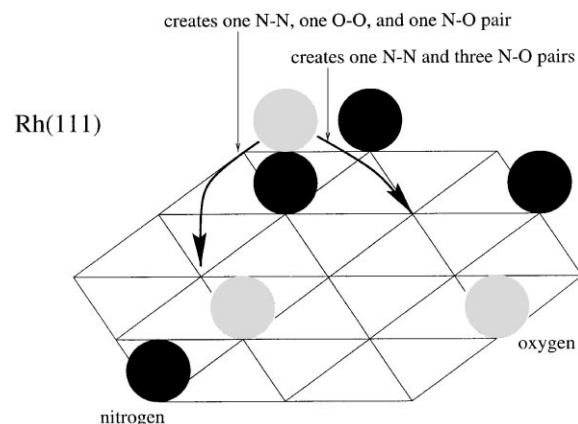 creates one N-N, one O-O, and one N-O pair
creates one N-N and three N-O pairs
Rh(111)
oxygen
nitrogen